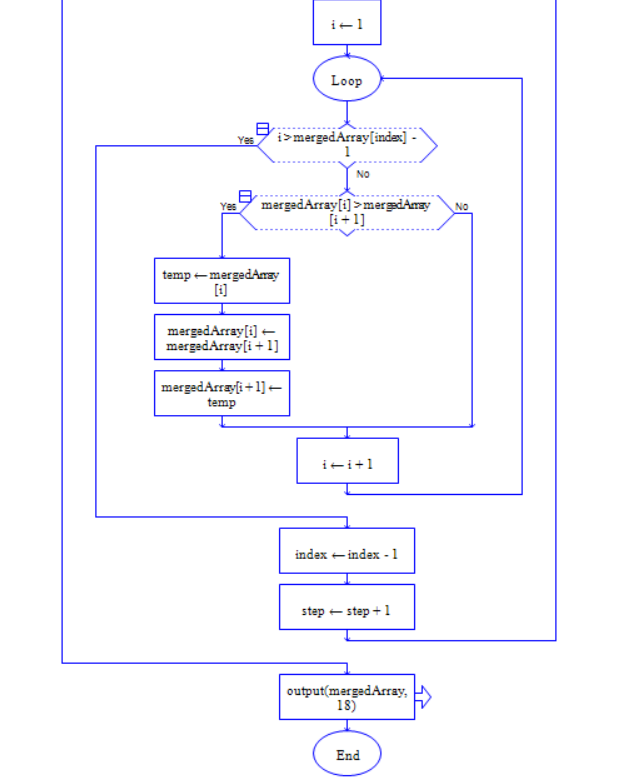 i ← 1
Loop
i > mergedArray[index] -
1
Yes
No
mergedArray[i] > mergedArray
[i + 1]
Yes
No
temp ← mergedArray
[i]
mergedArray[i] ←
mergedArray[i + 1]
mergedArray[i + 1] ←
temp
i ← i + 1
index ← index - 1
step ← step + 1
output(mergedArray,
18)
End